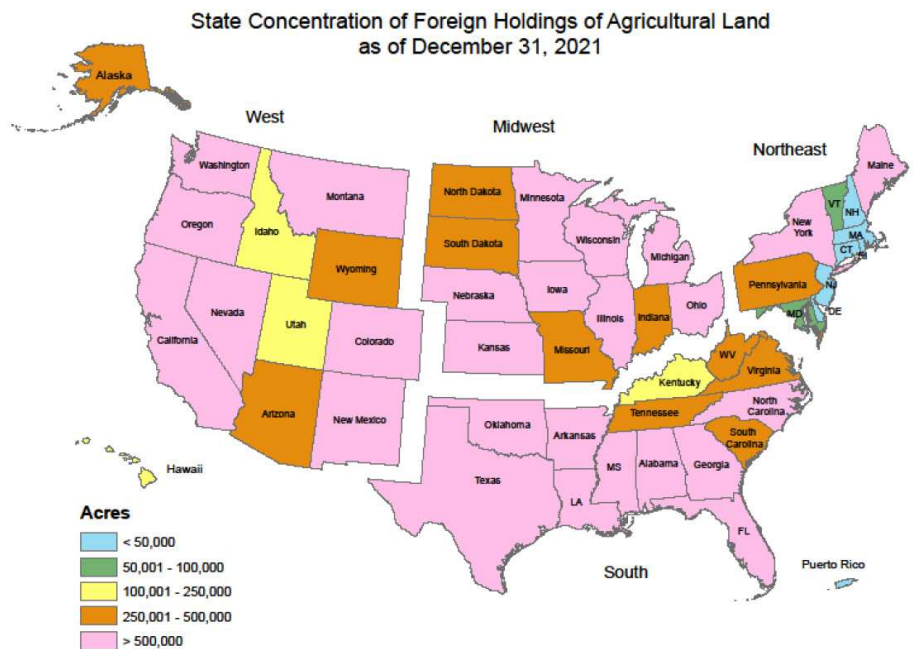 State Concentration of Foreign Holdings of Agricultural Land
as of December 31, 2021
Alaska
West
Midwest
Northeast
Washington
Montana
Oregon
Idaho
Wyoming
Nevada
Utah
California
Colorado
Arizona
New Mexico
Hawaii
North Dakota
Minnesota
South Dakota
Wisconsin
Michigan
Nebraska
Iowa
Illinois
Indiana
Ohio
Kansas
Missouri
Maine
VT
NH
New
York
MA
CT
RI
Pennsylvania
NJ
MD
DE
WV
Virginia
Kentucky
Tennessee
North
Carolina
South
Carolina
Oklahoma
Arkansas
Texas
LA
MS
Alabama
Georgia
FL
South
Puerto Rico
Acres
< 50,000
50,001 - 100,000
100,001 - 250,000
250,001 - 500,000
> 500,000